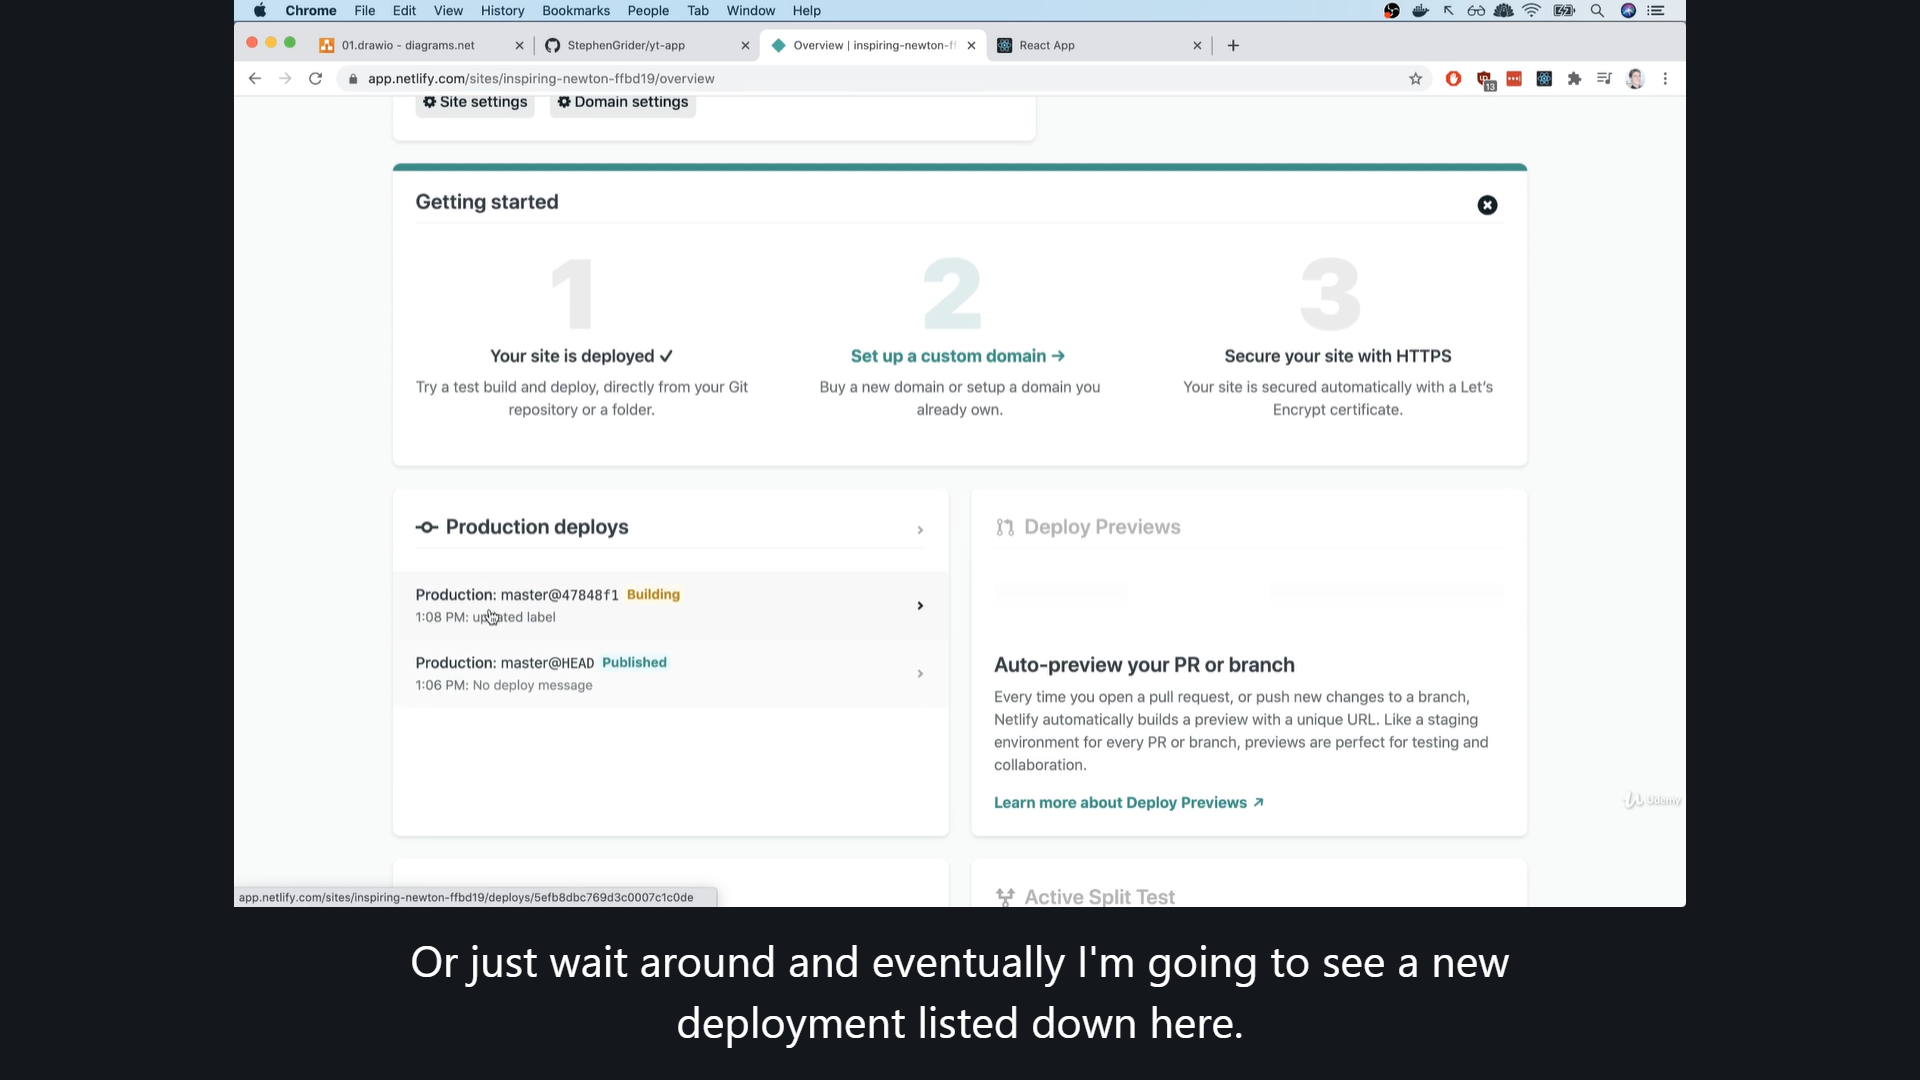 Chrome File Edit View History Bookmarks People Tab Window Help
01.drawio - diagrams.net
StephenGrider/yt-app
Overview | inspiring-newton-ff
React App
app.netlify.com/sites/inspiring-newton-ffbd19/overview
13
Site settings
Domain settings
Getting started
1
Your site is deployed ✓
Try a test build and deploy, directly from your Git
repository or a folder.
2
Set up a custom domain →
Buy a new domain or setup a domain you
already own.
3
Secure your site with HTTPS
Your site is secured automatically with a Let's
Encrypt certificate.
Production deploys
Production: master@47848f1 Building
1:08 PM: updated label
Production: master@HEAD Published
1:06 PM: No deploy message
Deploy Previews
Auto-preview your PR or branch
Every time you open a pull request, or push new changes to a branch,
Netlify automatically builds a preview with a unique URL. Like a staging
environment for every PR or branch, previews are perfect for testing and
collaboration.
Learn more about Deploy Previews ↗
Udemy
Active Split Test
app.netlify.com/sites/inspiring-newton-ffbd19/deploys/5efb8dbc769d3c0007c1c0de
Or just wait around and eventually I'm going to see a new
deployment listed down here.